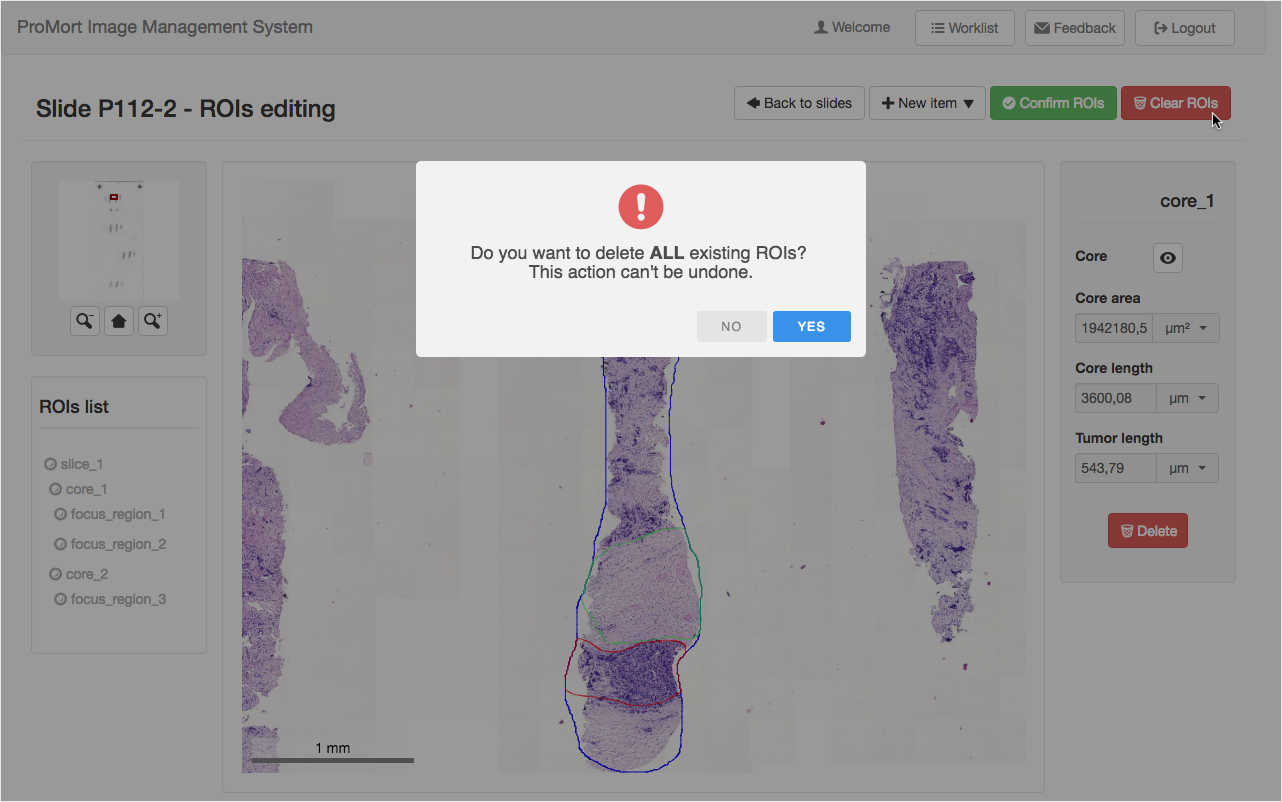 ProMort Image Management System
Welcome
Worklist
Feedback
Logout
Slide P112-2 - ROIs editing
Back to slides
New item
Confirm ROIs
Clear ROIs
Do you want to delete ALL existing ROIs?
This action can't be undone.
NO
YES
ROIs list
slice_1
core_1
focus_region_1
focus_region_2
core_2
focus_region_3
1 mm
core_1
Core
Core area
1942180,5 µm²
Core length
3600,08 µm
Tumor length
543,79 µm
Delete